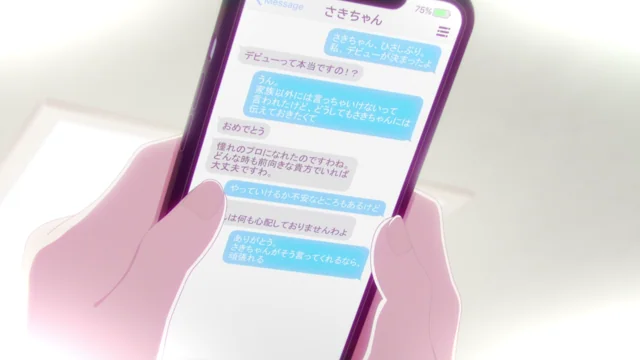 Message
さきちゃん
75%
さきちゃん、ひさしぶり。
私、デビューが決まったよ
デビューって本当ですの！？
うん。
家族以外には言っちゃいけないって
言われたけど、どうしてもさきちゃんには
伝えておきたくて
おめでとう
憧れのプロになれたのですわね。
どんな時も前向きな貴方でいれば
大丈夫ですわ。
やっていけるか不安なところもあるけど
は何も心配しておりませんわよ
ありがとう。
さきちゃんがそう言ってくれるなら、
頑張れる